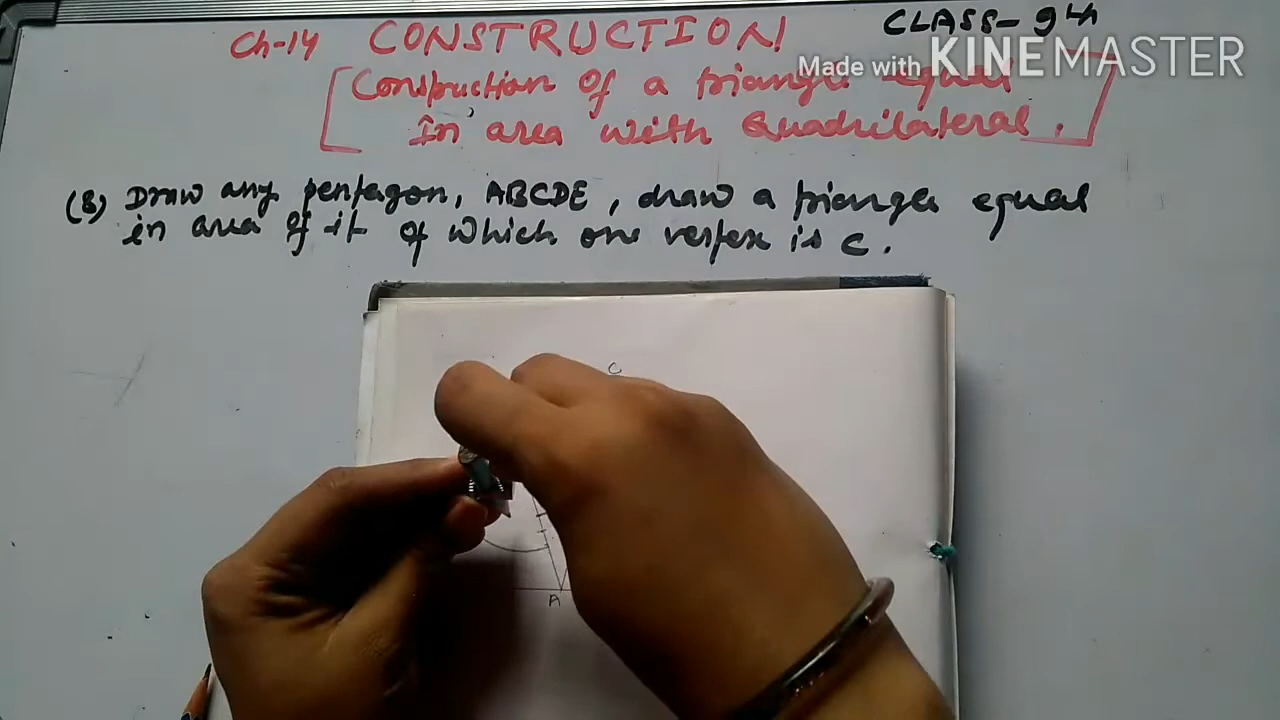 Ch-14 CONSTRUCTION CLASS-9th
Made with KINEMASTER
[Construction of a triangle equal
In area with Quadrilateral.]
(8) Draw any pentagon, ABCDE, draw a triangle equal
in area of it of which one vertex is C.
C
A